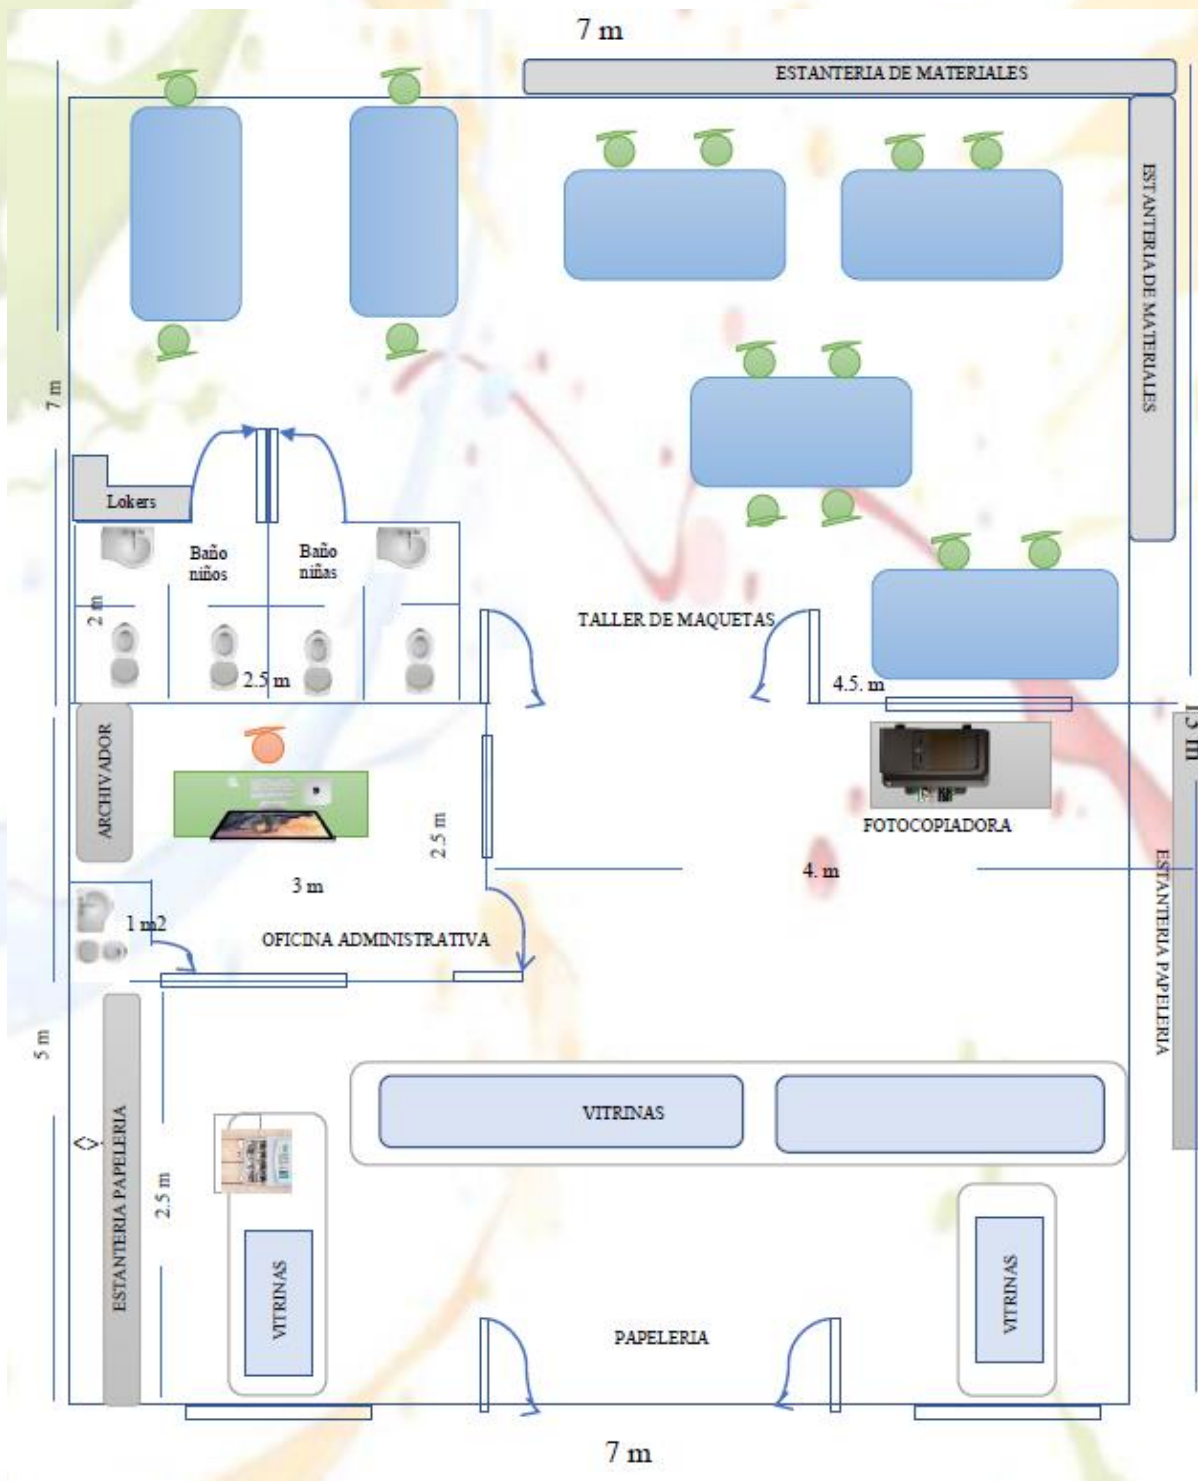 7 m
ESTANTERIA DE MATERIALES
ESTANTERIA DE MATERIALES
7 m
Lokers
Baño
niños
Baño
niñas
2 m
TALLER DE MAQUETAS
2.5 m
4.5. m
ARCHIVADOR
2.5 m
FOTOCOPIADORA
3 m
4. m
1 m2
OFICINA ADMINISTRATIVA
ESTANTERIA PAPELERIA
5 m
VITRINAS
ESTANTERIA PAPELERIA
2.5 m
VITRINAS
VITRINAS
PAPELERIA
7 m